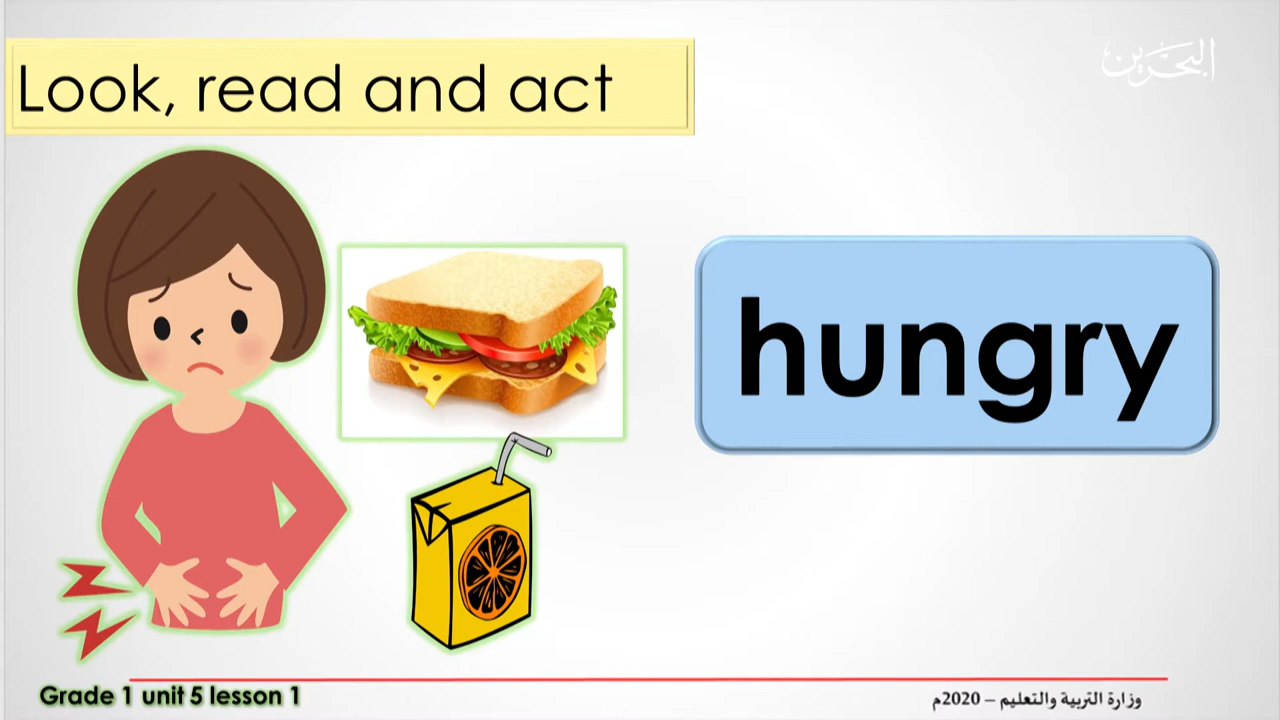 Look, read and act
البحرين
hungry
Grade 1 unit 5 lesson 1
وزارة التربية والتعليم – 2020م